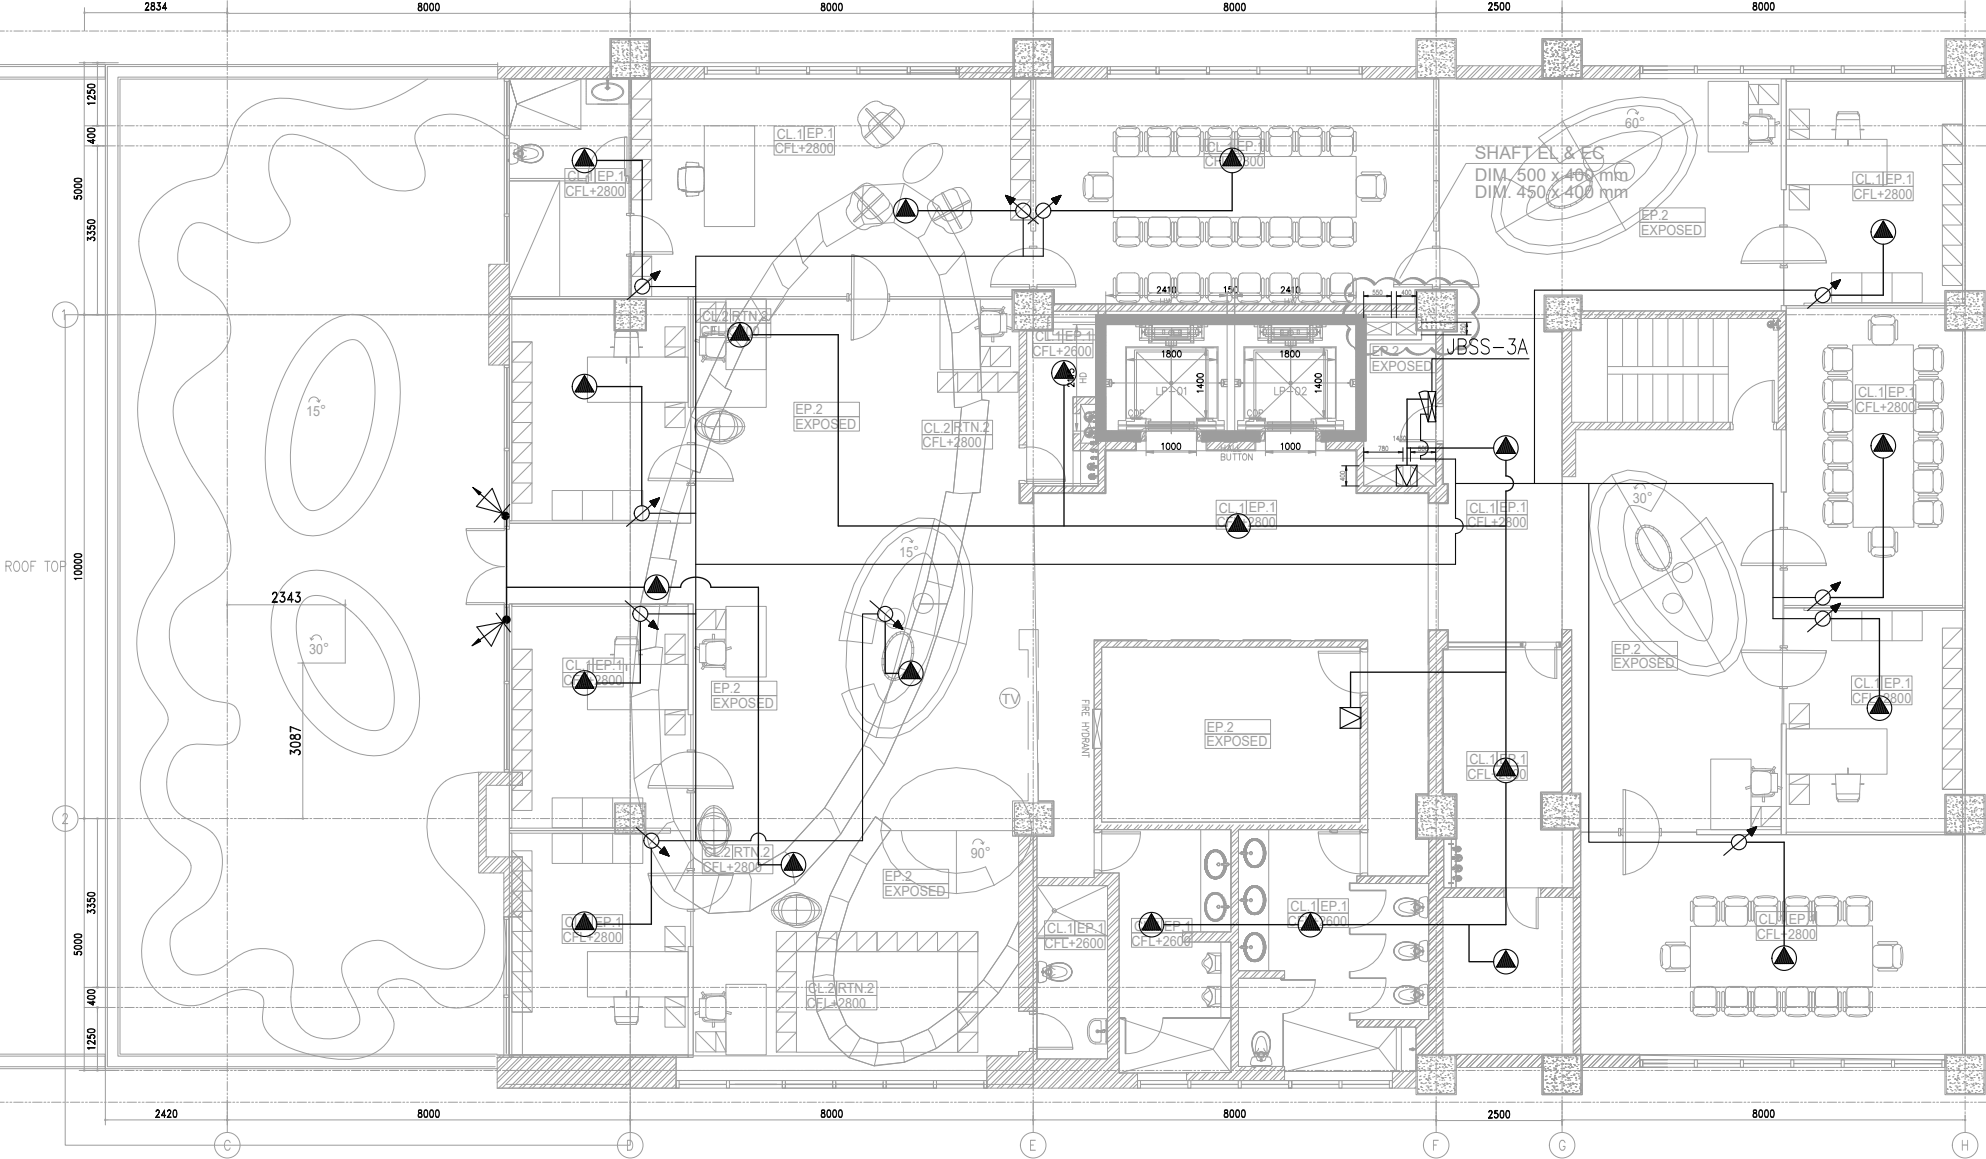 2834
8000
8000
8000
2500
8000
1250
400
5000
3350
10000
3350
5000
400
1250
1
2
ROOF TOP
15°
2343
30°
3087
CL.1 EP.1
CFL+2800
CL.1 EP.1
CFL+2800
SHAFT EL & EC
DIM. 500 x 400 mm
DIM. 450 x 400 mm
60°
EP.2
EXPOSED
CL.1 EP.1
CFL+2800
CL.2 RTN.2
EP.2
EXPOSED
CL.2 RTN.2
CFL+2800
CL.1 EP.1
CFL+2600
2410
150
2410
1800
1800
1400
1400
LP-01
LP-02
COP
COP
1000
1000
BUTTON
HD
550
400
EP.2
EXPOSED
JBSS-3A
780
400
CL.1 EP.1
CFL+2800
CL.1 EP.1
CFL+2800
CL.1 EP.1
CFL+2800
15°
30°
EP.2
EXPOSED
CL.1 EP.1
CFL+2800
EP.2
EXPOSED
TV
FIRE HYDRANT
EP.2
EXPOSED
CL.1 EP.1
CL.1 EP.1
CFL+2800
CL.2 RTN.2
CFL+2800
90°
EP.2
EXPOSED
CL.1 EP.1
CFL+2800
CL.1 EP.1
CFL+2600
CFL+2600
CL.1 EP.1
CL.1 EP.1
CFL+2800
CL.2 RTN.2
CFL+2800
2420
8000
8000
8000
2500
8000
C
D
E
F
G
H